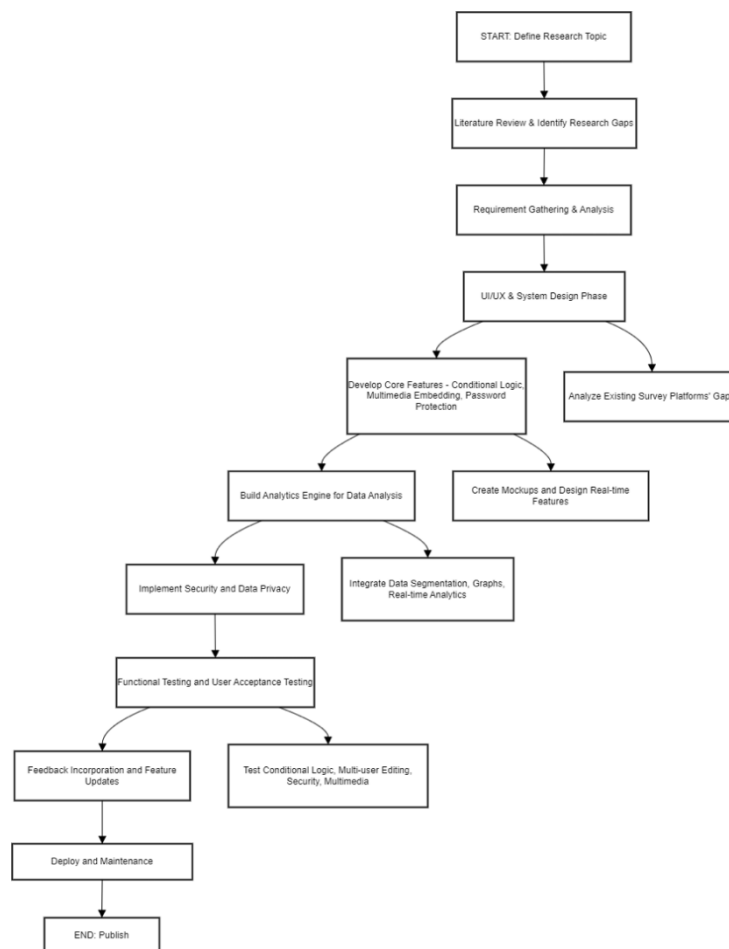 START: Define Research Topic
Literature Review & Identify Research Gaps
Requirement Gathering & Analysis
UI/UX & System Design Phase
Develop Core Features - Conditional Logic,
Multimedia Embedding, Password
Protection
Analyze Existing Survey Platforms' Gap
Build Analytics Engine for Data Analysis
Create Mockups and Design Real-time
Features
Implement Security and Data Privacy
Integrate Data Segmentation, Graphs,
Real-time Analytics
Functional Testing and User Acceptance Testing
Feedback Incorporation and Feature
Updates
Test Conditional Logic, Multi-user Editing,
Security, Multimedia
Deploy and Maintenance
END: Publish